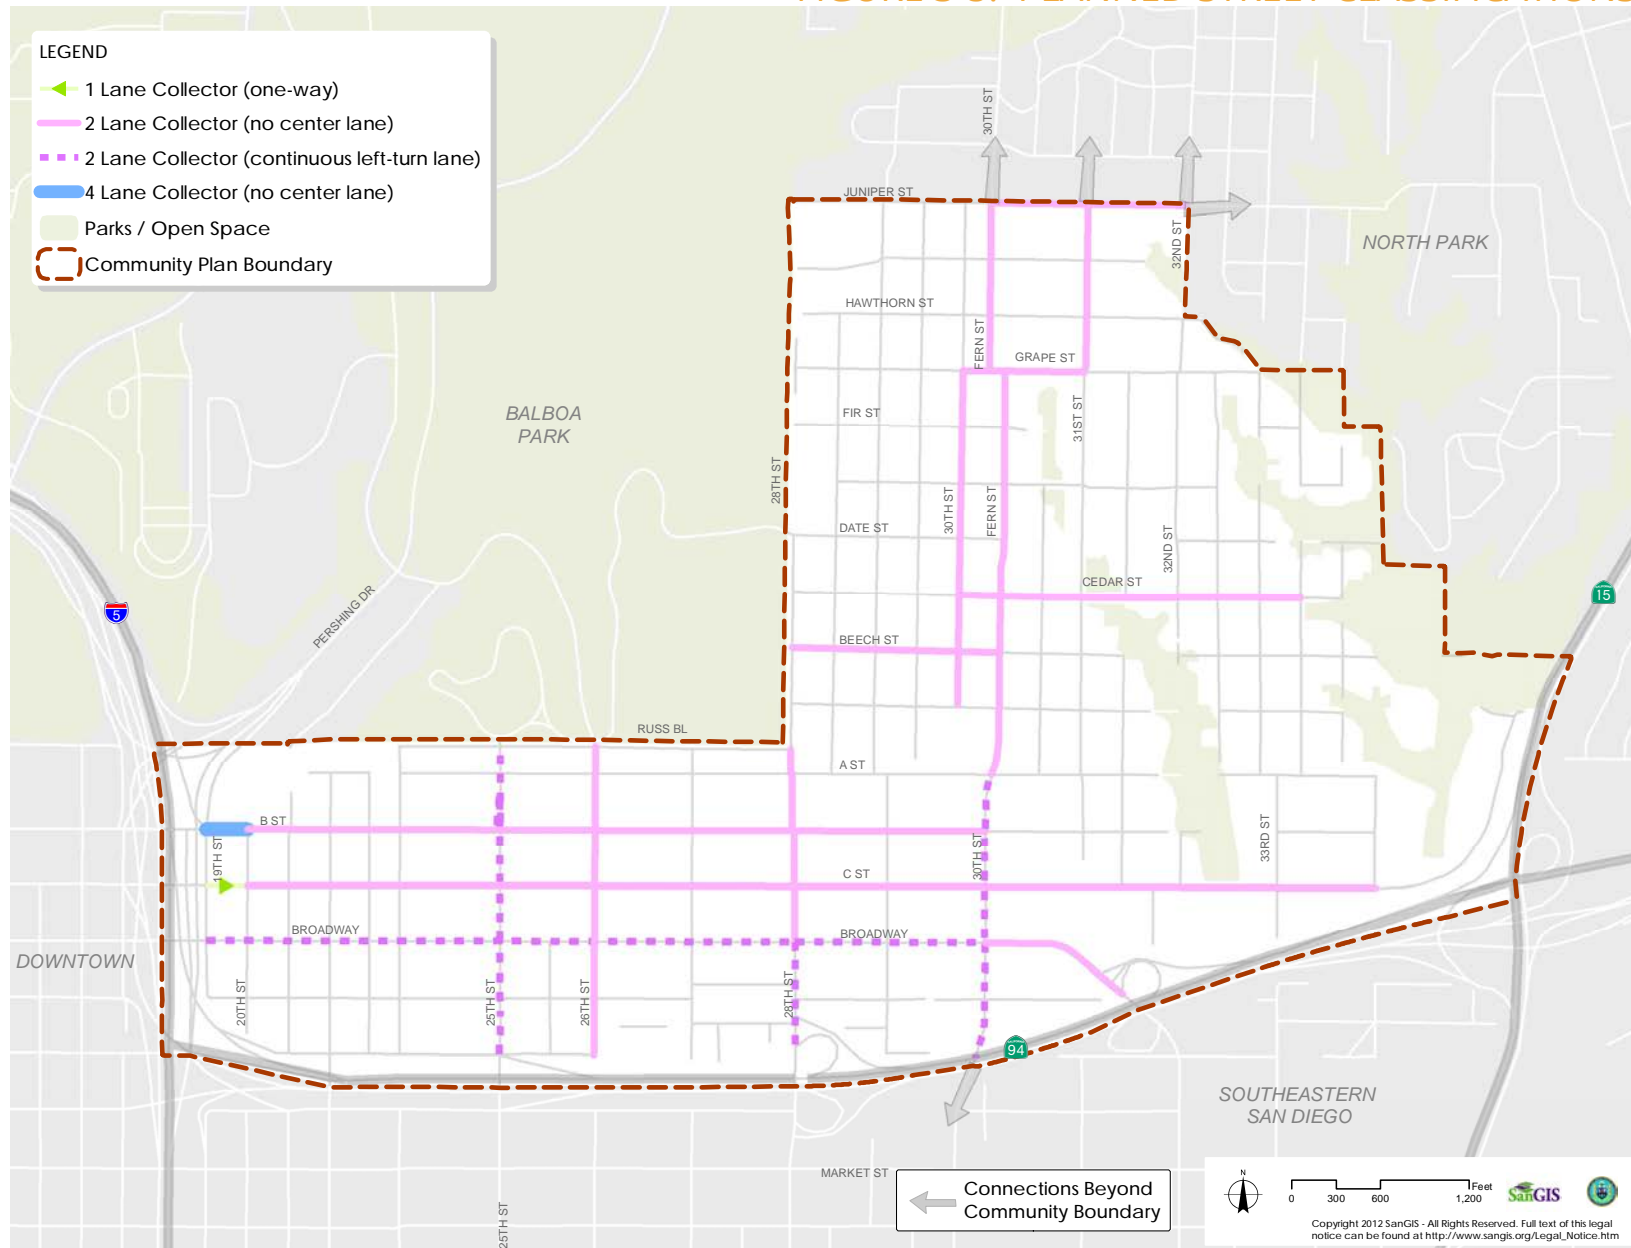 FIGURE 3-3: PLANNED STREET CLASSIFICATIONS
LEGEND
1 Lane Collector (one-way)
2 Lane Collector (no center lane)
2 Lane Collector (continuous left-turn lane)
4 Lane Collector (no center lane)
Parks / Open Space
Community Plan Boundary
30TH ST
JUNIPER ST
32ND ST
NORTH PARK
HAWTHORN ST
FERN ST
GRAPE ST
BALBOA
PARK
FIR ST
31ST ST
28TH ST
30TH ST
FERN ST
DATE ST
32ND ST
CEDAR ST
5
PERSHING DR
15
BEECH ST
RUSS BL
A ST
B ST
19TH ST
30TH ST
33RD ST
C ST
BROADWAY
BROADWAY
DOWNTOWN
20TH ST
25TH ST
26TH ST
28TH ST
94
SOUTHEASTERN
SAN DIEGO
MARKET ST
25TH ST
Connections Beyond
Community Boundary
N
0 300 600 1,200 Feet
SanGIS
Copyright 2012 SanGIS - All Rights Reserved. Full text of this legal
notice can be found at http://www.sangis.org/Legal_Notice.htm